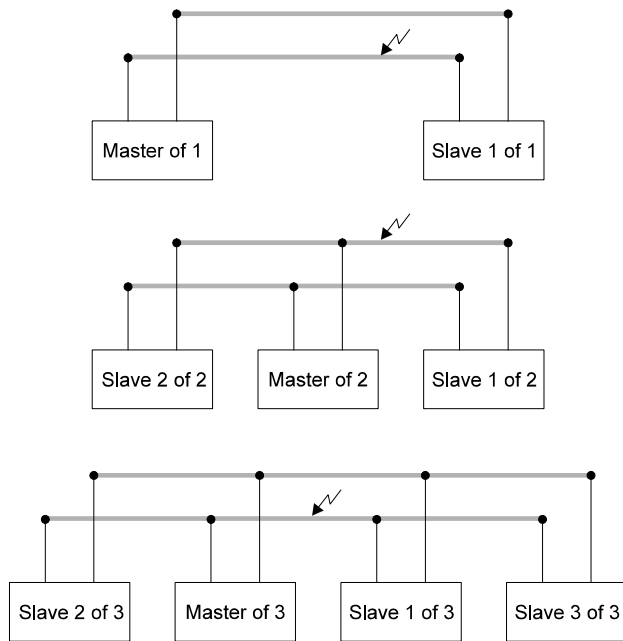 Master of 1
Slave 1 of 1
Slave 2 of 2
Master of 2
Slave 1 of 2
Slave 2 of 3
Master of 3
Slave 1 of 3
Slave 3 of 3